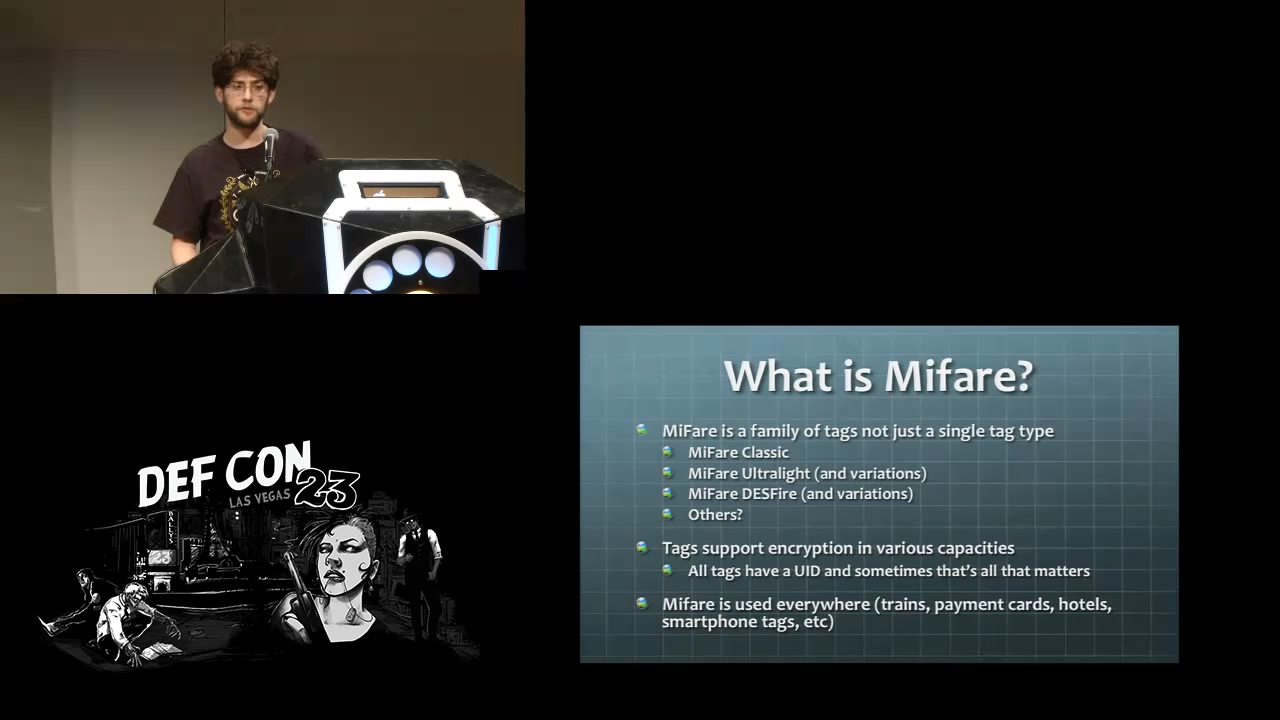 What is Mifare?
MiFare is a family of tags not just a single tag type
MiFare Classic
MiFare Ultralight (and variations)
MiFare DESFire (and variations)
Others?
Tags support encryption in various capacities
All tags have a UID and sometimes that's all that matters
Mifare is used everywhere (trains, payment cards, hotels,
smartphone tags, etc)
DEF CON
LAS VEGAS 23
BALLYS